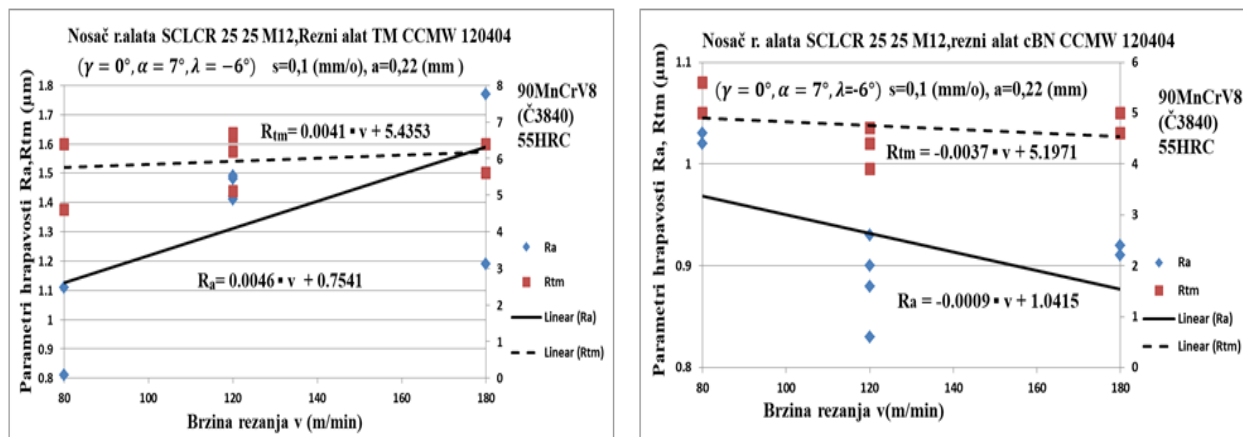 Nosač r.alata SCLCR 25 25 M12,Rezni alat TM CCMW 120404
(γ = 0°, α = 7°, λ = −6°) s=0,1 (mm/o), a=0,22 (mm )
Parametri hrapavosti Ra,Rtm (μm)
1.8
1.7
1.6
1.5
1.4
1.3
1.2
1.1
1
0.9
0.8
8
7
6
5
4
3
2
1
0
Rtm= 0.0041 ▪ v + 5.4353
Ra= 0.0046 ▪ v + 0.7541
90MnCrV8
(Č3840)
55HRC
Ra
Rtm
Linear (Ra)
Linear (Rtm)
80 100 120 140 160 180
Brzina rezanja v (m/min)
Nosač r. alata SCLCR 25 25 M12,rezni alat cBN CCMW 120404
(γ = 0°, α = 7°, λ=-6°) s=0,1 (mm/o), a=0,22 (mm)
Parametri hrapavosti Ra, Rtm (μm)
1.1
1
0.9
0.8
6
5
4
3
2
1
0
Rtm = -0.0037 ▪ v + 5.1971
Ra = -0.0009 ▪ v + 1.0415
90MnCrV8
(Č3840)
55HRC
Ra
Rtm
Linear (Ra)
Linear (Rtm)
80 100 120 140 160 180
Brzina rezanja v(m/min)